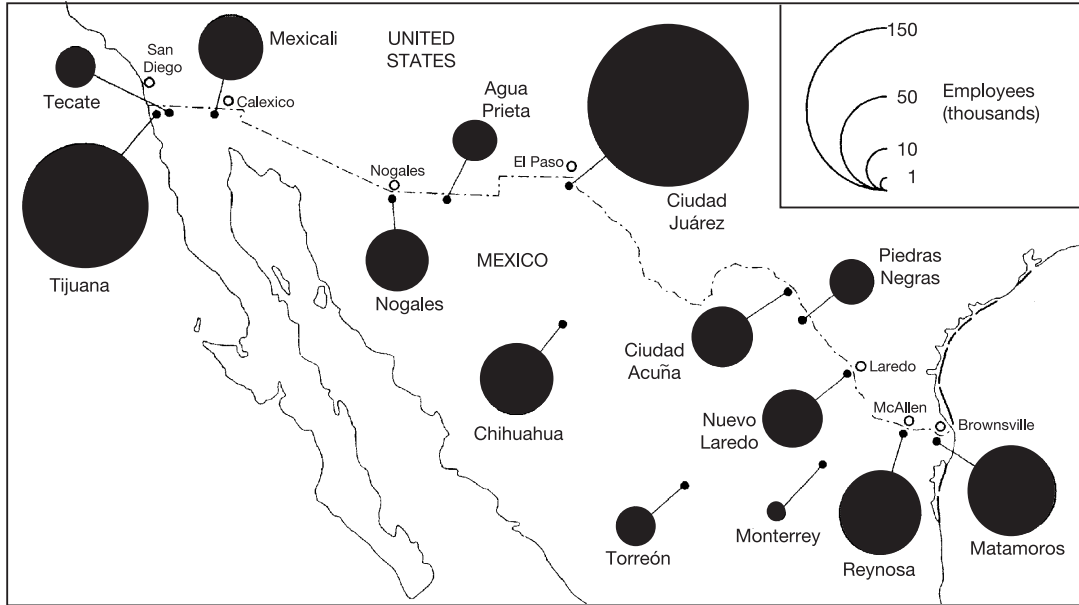 Mexicali
UNITED
STATES
San
Diego
Tecate
Calexico
Agua
Prieta
150
50
10
1
Employees
(thousands)
Nogales
El Paso
Ciudad
Juárez
Tijuana
Nogales
MEXICO
Piedras
Negras
Ciudad
Acuña
Laredo
Chihuahua
Nuevo
Laredo
McAllen
Brownsville
Torreón
Monterrey
Reynosa
Matamoros